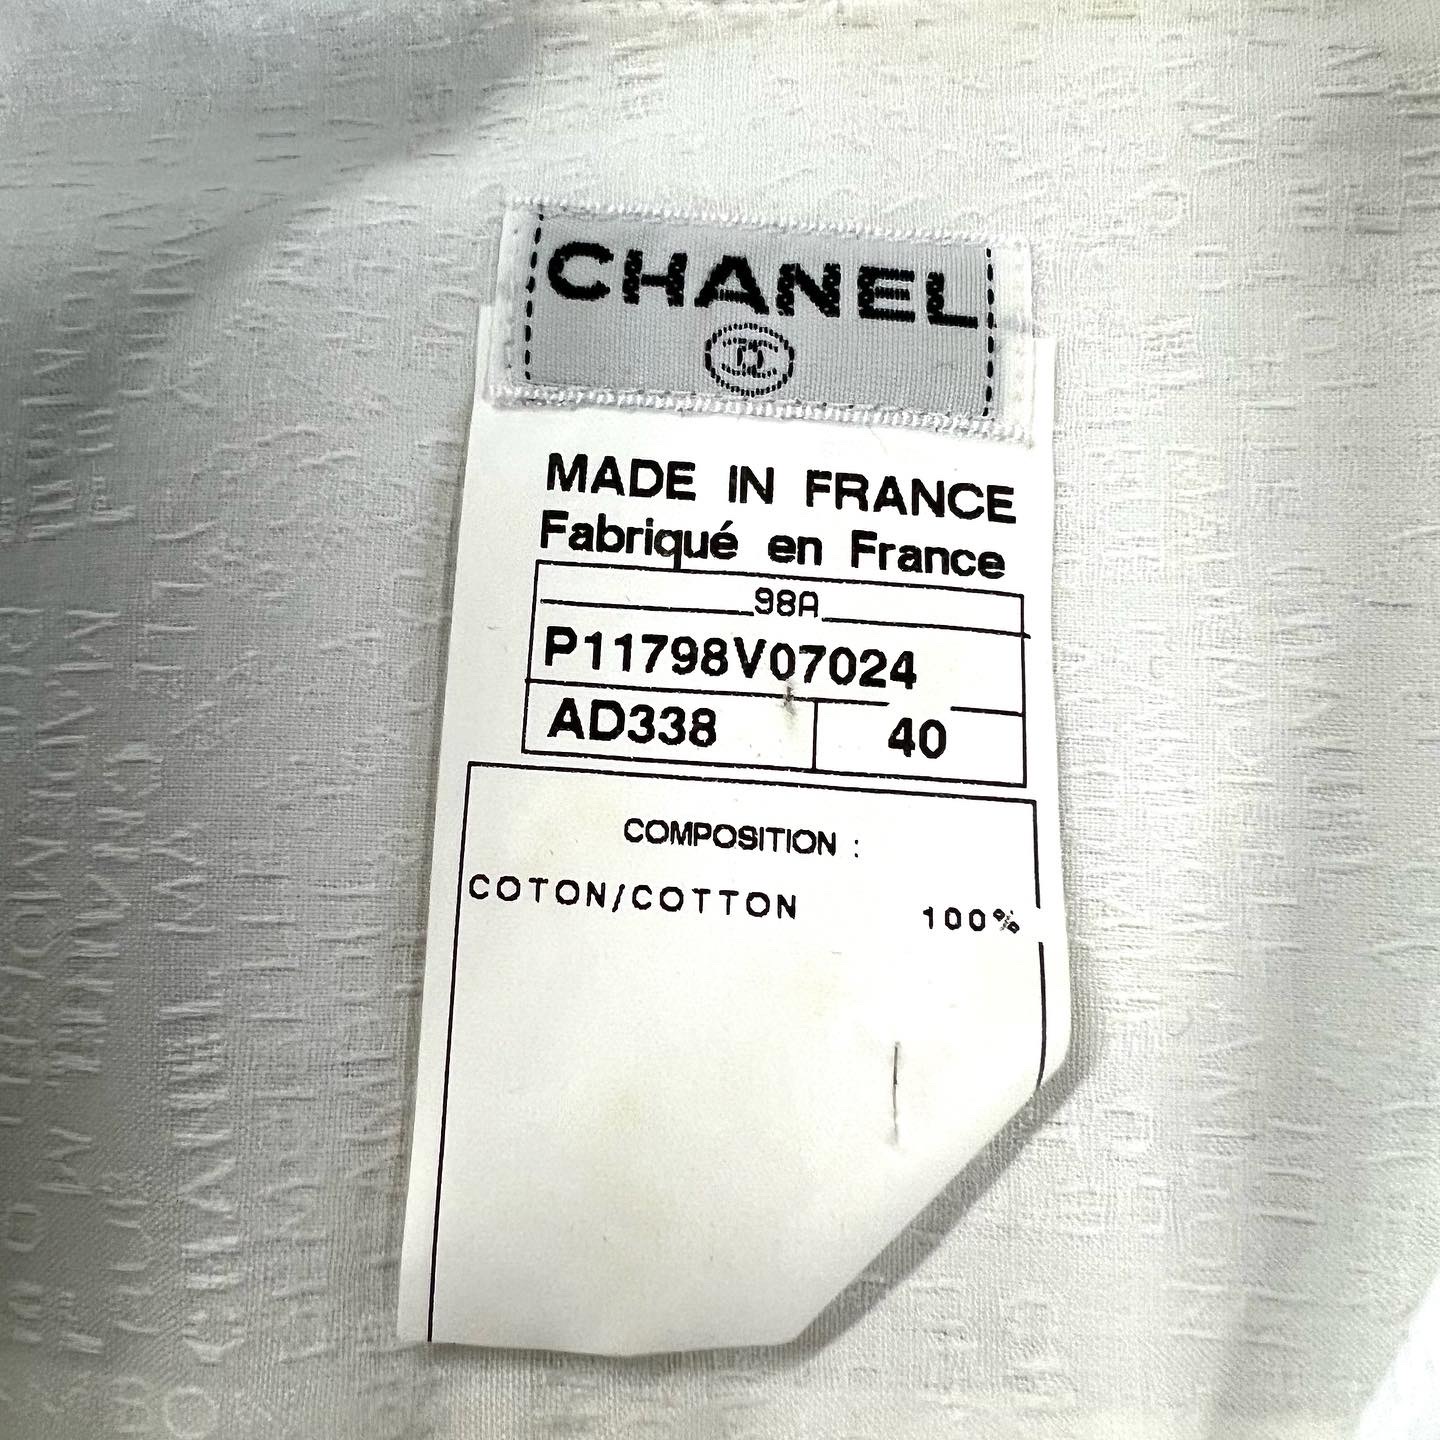 CHANEL
MADE IN FRANCE
Fabriqué en France
98A
P11798V07024
AD338 40
COMPOSITION :
COTON/COTTON 100%